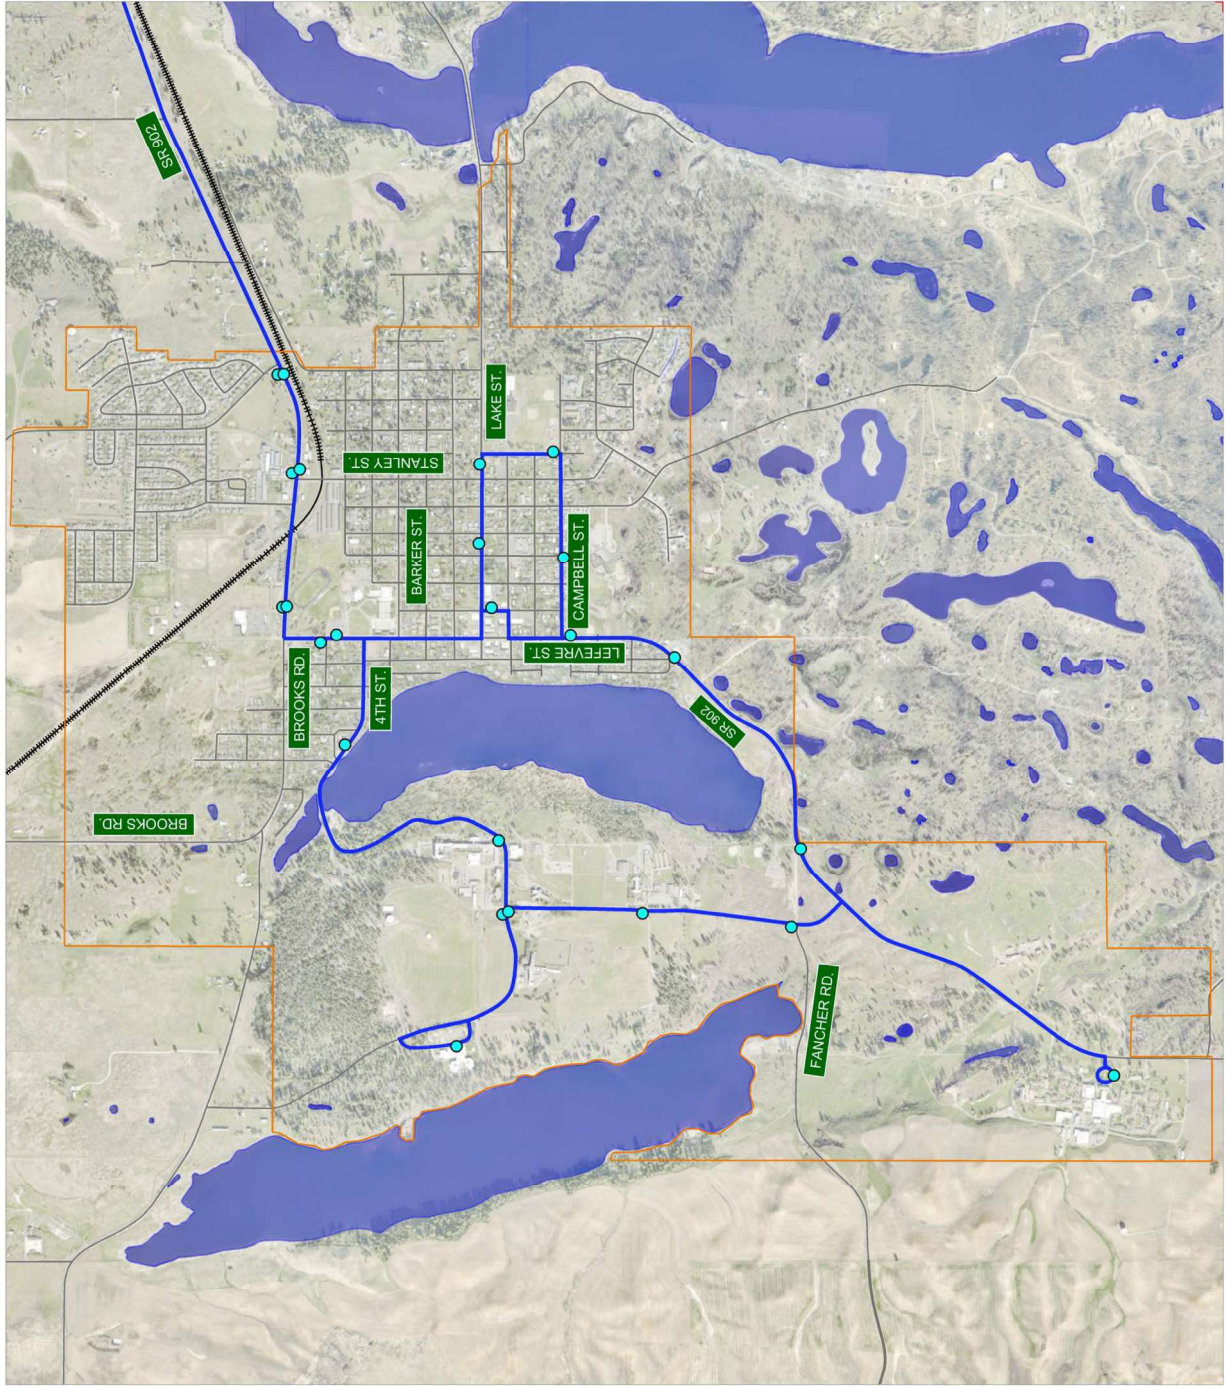 SR 902
LAKE ST.
STANLEY ST.
BARKER ST.
CAMPBELL ST.
LEFEVRE ST.
BROOKS RD.
4TH ST.
SR 902
BROOKS RD.
FANCHER RD.